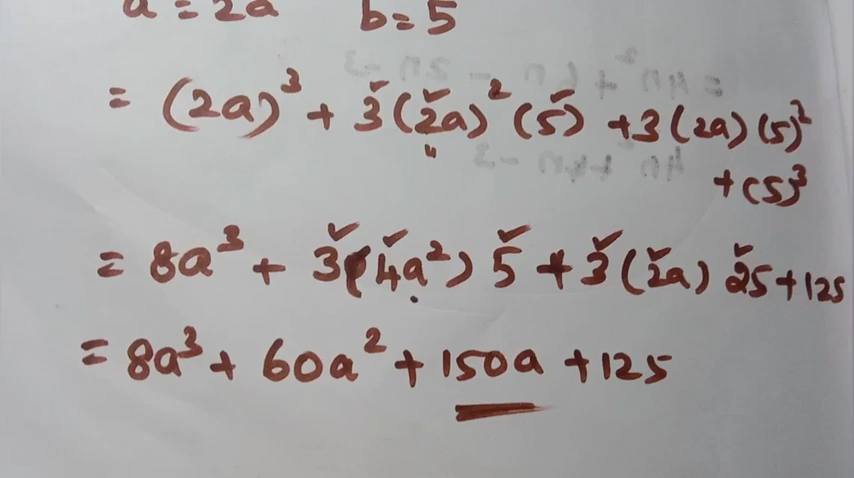 a = 2a b = 5
= (2a)³ + 3(2a)² (5) + 3(2a)(5)²
+ (5)³
= 8a³ + 3(4a²) 5 + 3(2a) 25 + 125
= 8a³ + 60a² + 150a + 125